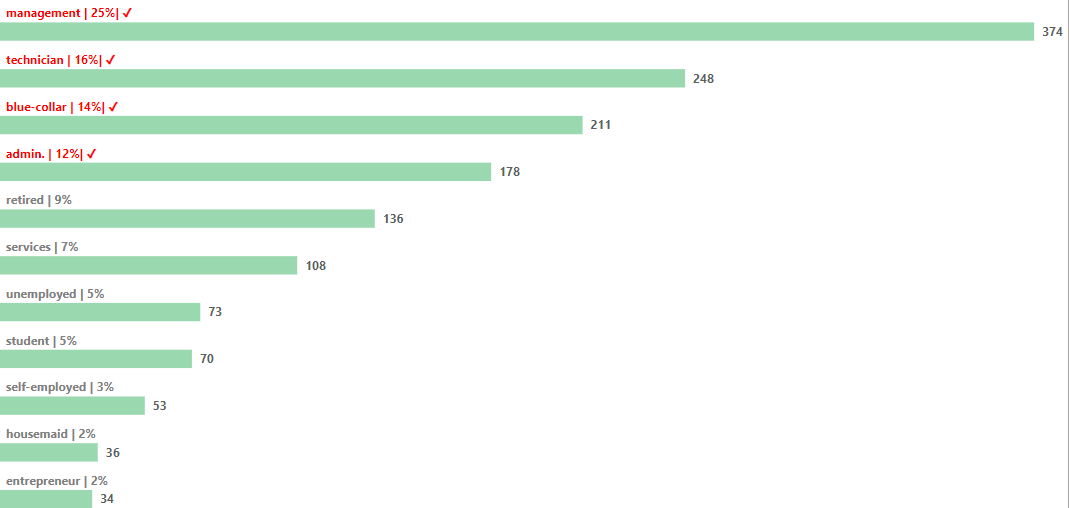 management | 25%| ✓
374
technician | 16%| ✓
248
blue-collar | 14%| ✓
211
admin. | 12%| ✓
178
retired | 9%
136
services | 7%
108
unemployed | 5%
73
student | 5%
70
self-employed | 3%
53
housemaid | 2%
36
entrepreneur | 2%
34